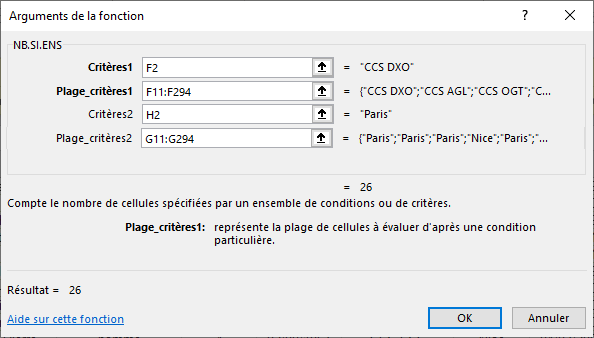 Arguments de la fonction ? ×
NB.SI.ENS
Critères1 F2 = "CCS DXO"
Plage_critères1 F11:F294 = {"CCS DXO";"CCS AGL";"CCS OGT";"C...
Critères2 H2 = "Paris"
Plage_critères2 G11:G294 = {"Paris";"Paris";"Paris";"Nice";"Paris";"...
= 26
Compte le nombre de cellules spécifiées par un ensemble de conditions ou de critères.
Plage_critères1: représente la plage de cellules à évaluer d'après une condition
particulière.
Résultat = 26
Aide sur cette fonction OK Annuler